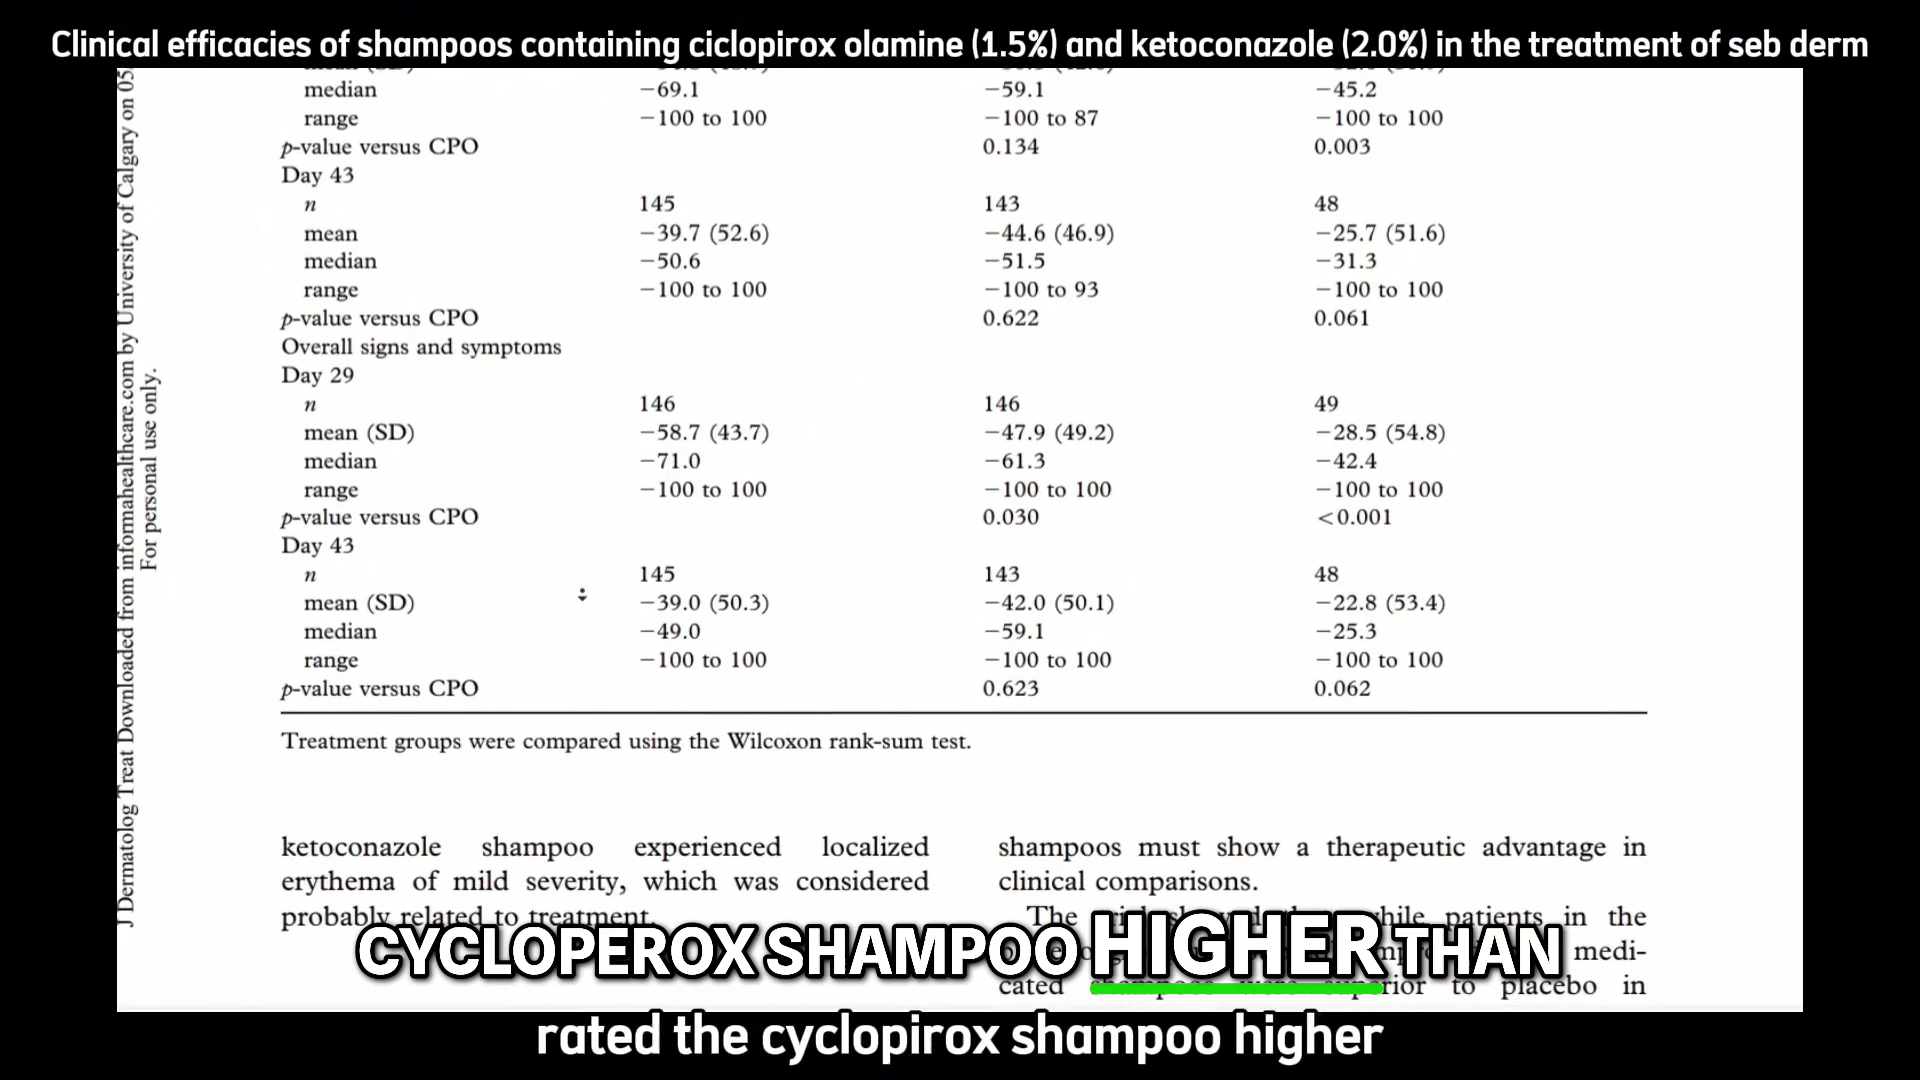 Clinical efficacies of shampoos containing ciclopirox olamine (1.5%) and ketoconazole (2.0%) in the treatment of seb derm
median −69.1 −59.1 −45.2
range −100 to 100 −100 to 87 −100 to 100
p-value versus CPO 0.134 0.003
Day 43
n 145 143 48
mean −39.7 (52.6) −44.6 (46.9) −25.7 (51.6)
median −50.6 −51.5 −31.3
range −100 to 100 −100 to 93 −100 to 100
p-value versus CPO 0.622 0.061
Overall signs and symptoms
Day 29
n 146 146 49
mean (SD) −58.7 (43.7) −47.9 (49.2) −28.5 (54.8)
median −71.0 −61.3 −42.4
range −100 to 100 −100 to 100 −100 to 100
p-value versus CPO 0.030 <0.001
Day 43
n 145 143 48
mean (SD) −39.0 (50.3) −42.0 (50.1) −22.8 (53.4)
median −49.0 −59.1 −25.3
range −100 to 100 −100 to 100 −100 to 100
p-value versus CPO 0.623 0.062
Treatment groups were compared using the Wilcoxon rank-sum test.
J Dermatolog Treat Downloaded from informahealthcare.com by University of Calgary on 05
For personal use only.
ketoconazole shampoo experienced localized
erythema of mild severity, which was considered
probably related to treatment.
shampoos must show a therapeutic advantage in
clinical comparisons.
The while patients in the
medi-
cated shampoos were superior to placebo in
CYCLOPEROX SHAMPOO HIGHER THAN
rated the cyclopirox shampoo higher